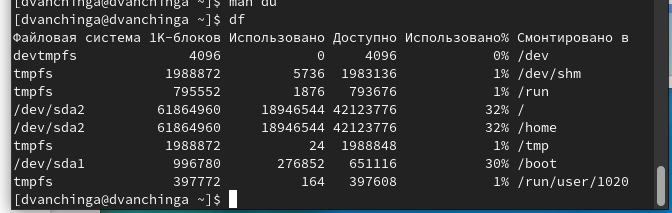 [dvanchinga@dvanchinga ~]$ man du
[dvanchinga@dvanchinga ~]$ df
Файловая система 1K-блоков Использовано Доступно Использовано% Смонтировано в
devtmpfs 4096 0 4096 0% /dev
tmpfs 1988872 5736 1983136 1% /dev/shm
tmpfs 795552 1876 793676 1% /run
/dev/sda2 61864960 18946544 42123776 32% /
/dev/sda2 61864960 18946544 42123776 32% /home
tmpfs 1988872 24 1988848 1% /tmp
/dev/sda1 996780 276852 651116 30% /boot
tmpfs 397772 164 397608 1% /run/user/1020
[dvanchinga@dvanchinga ~]$